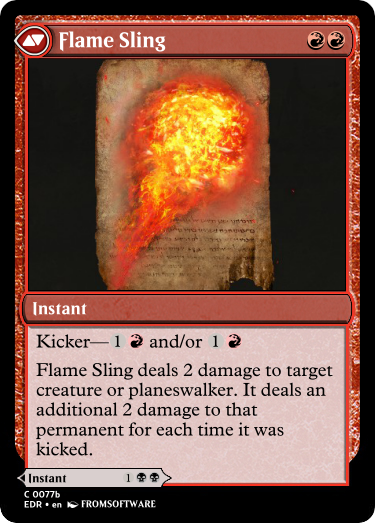 Flame Sling
Instant
Kicker— 1 and/or 1
Flame Sling deals 2 damage to target
creature or planeswalker. It deals an
additional 2 damage to that
permanent for each time it was
kicked.
Instant 1
C 0077b
EDR • en FROMSOFTWARE